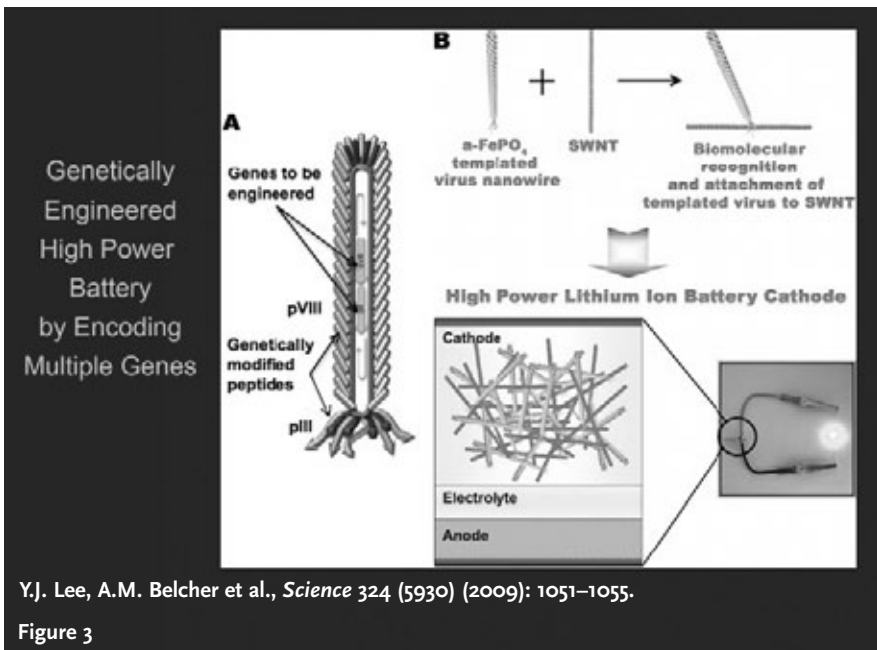 Genetically
Engineered
High Power
Battery
by Encoding
Multiple Genes
A
Genes to be
engineered
pVIII
Genetically
modified
peptides
pIII
B
+
a-FePO₄
templated
virus nanowire
SWNT
Biomolecular
recognition
and attachment of
templated virus to SWNT
High Power Lithium Ion Battery Cathode
Cathode
Electrolyte
Anode
Y.J. Lee, A.M. Belcher et al., Science 324 (5930) (2009): 1051–1055.
Figure 3